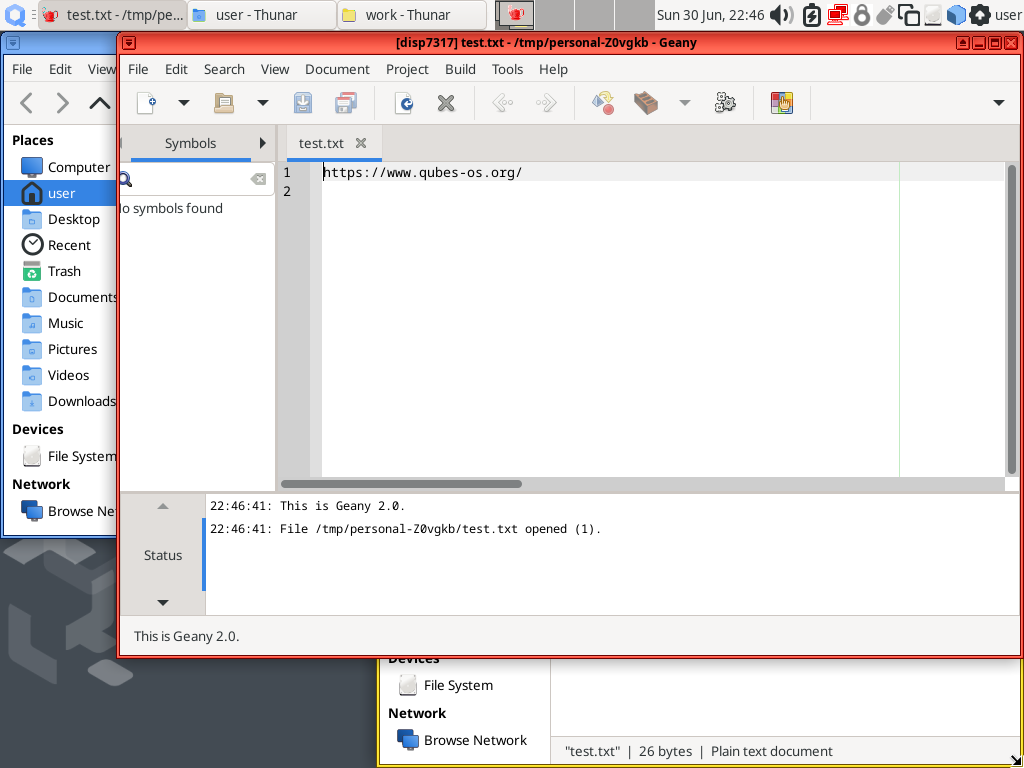 test.txt - /tmp/pe...
user - Thunar
work - Thunar
Sun 30 Jun, 22:46
user
[disp7317] test.txt - /tmp/personal-Z0vgkb - Geany
File Edit View
File Edit Search View Document Project Build Tools Help
Places
Computer
user
Desktop
Recent
Trash
Documents
Music
Pictures
Videos
Downloads
Devices
File System
Network
Browse Ne
Symbols
No symbols found
test.txt
1 https://www.qubes-os.org/
2
Status
22:46:41: This is Geany 2.0.
22:46:41: File /tmp/personal-Z0vgkb/test.txt opened (1).
This is Geany 2.0.
Devices
File System
Network
Browse Network
"test.txt" | 26 bytes | Plain text document